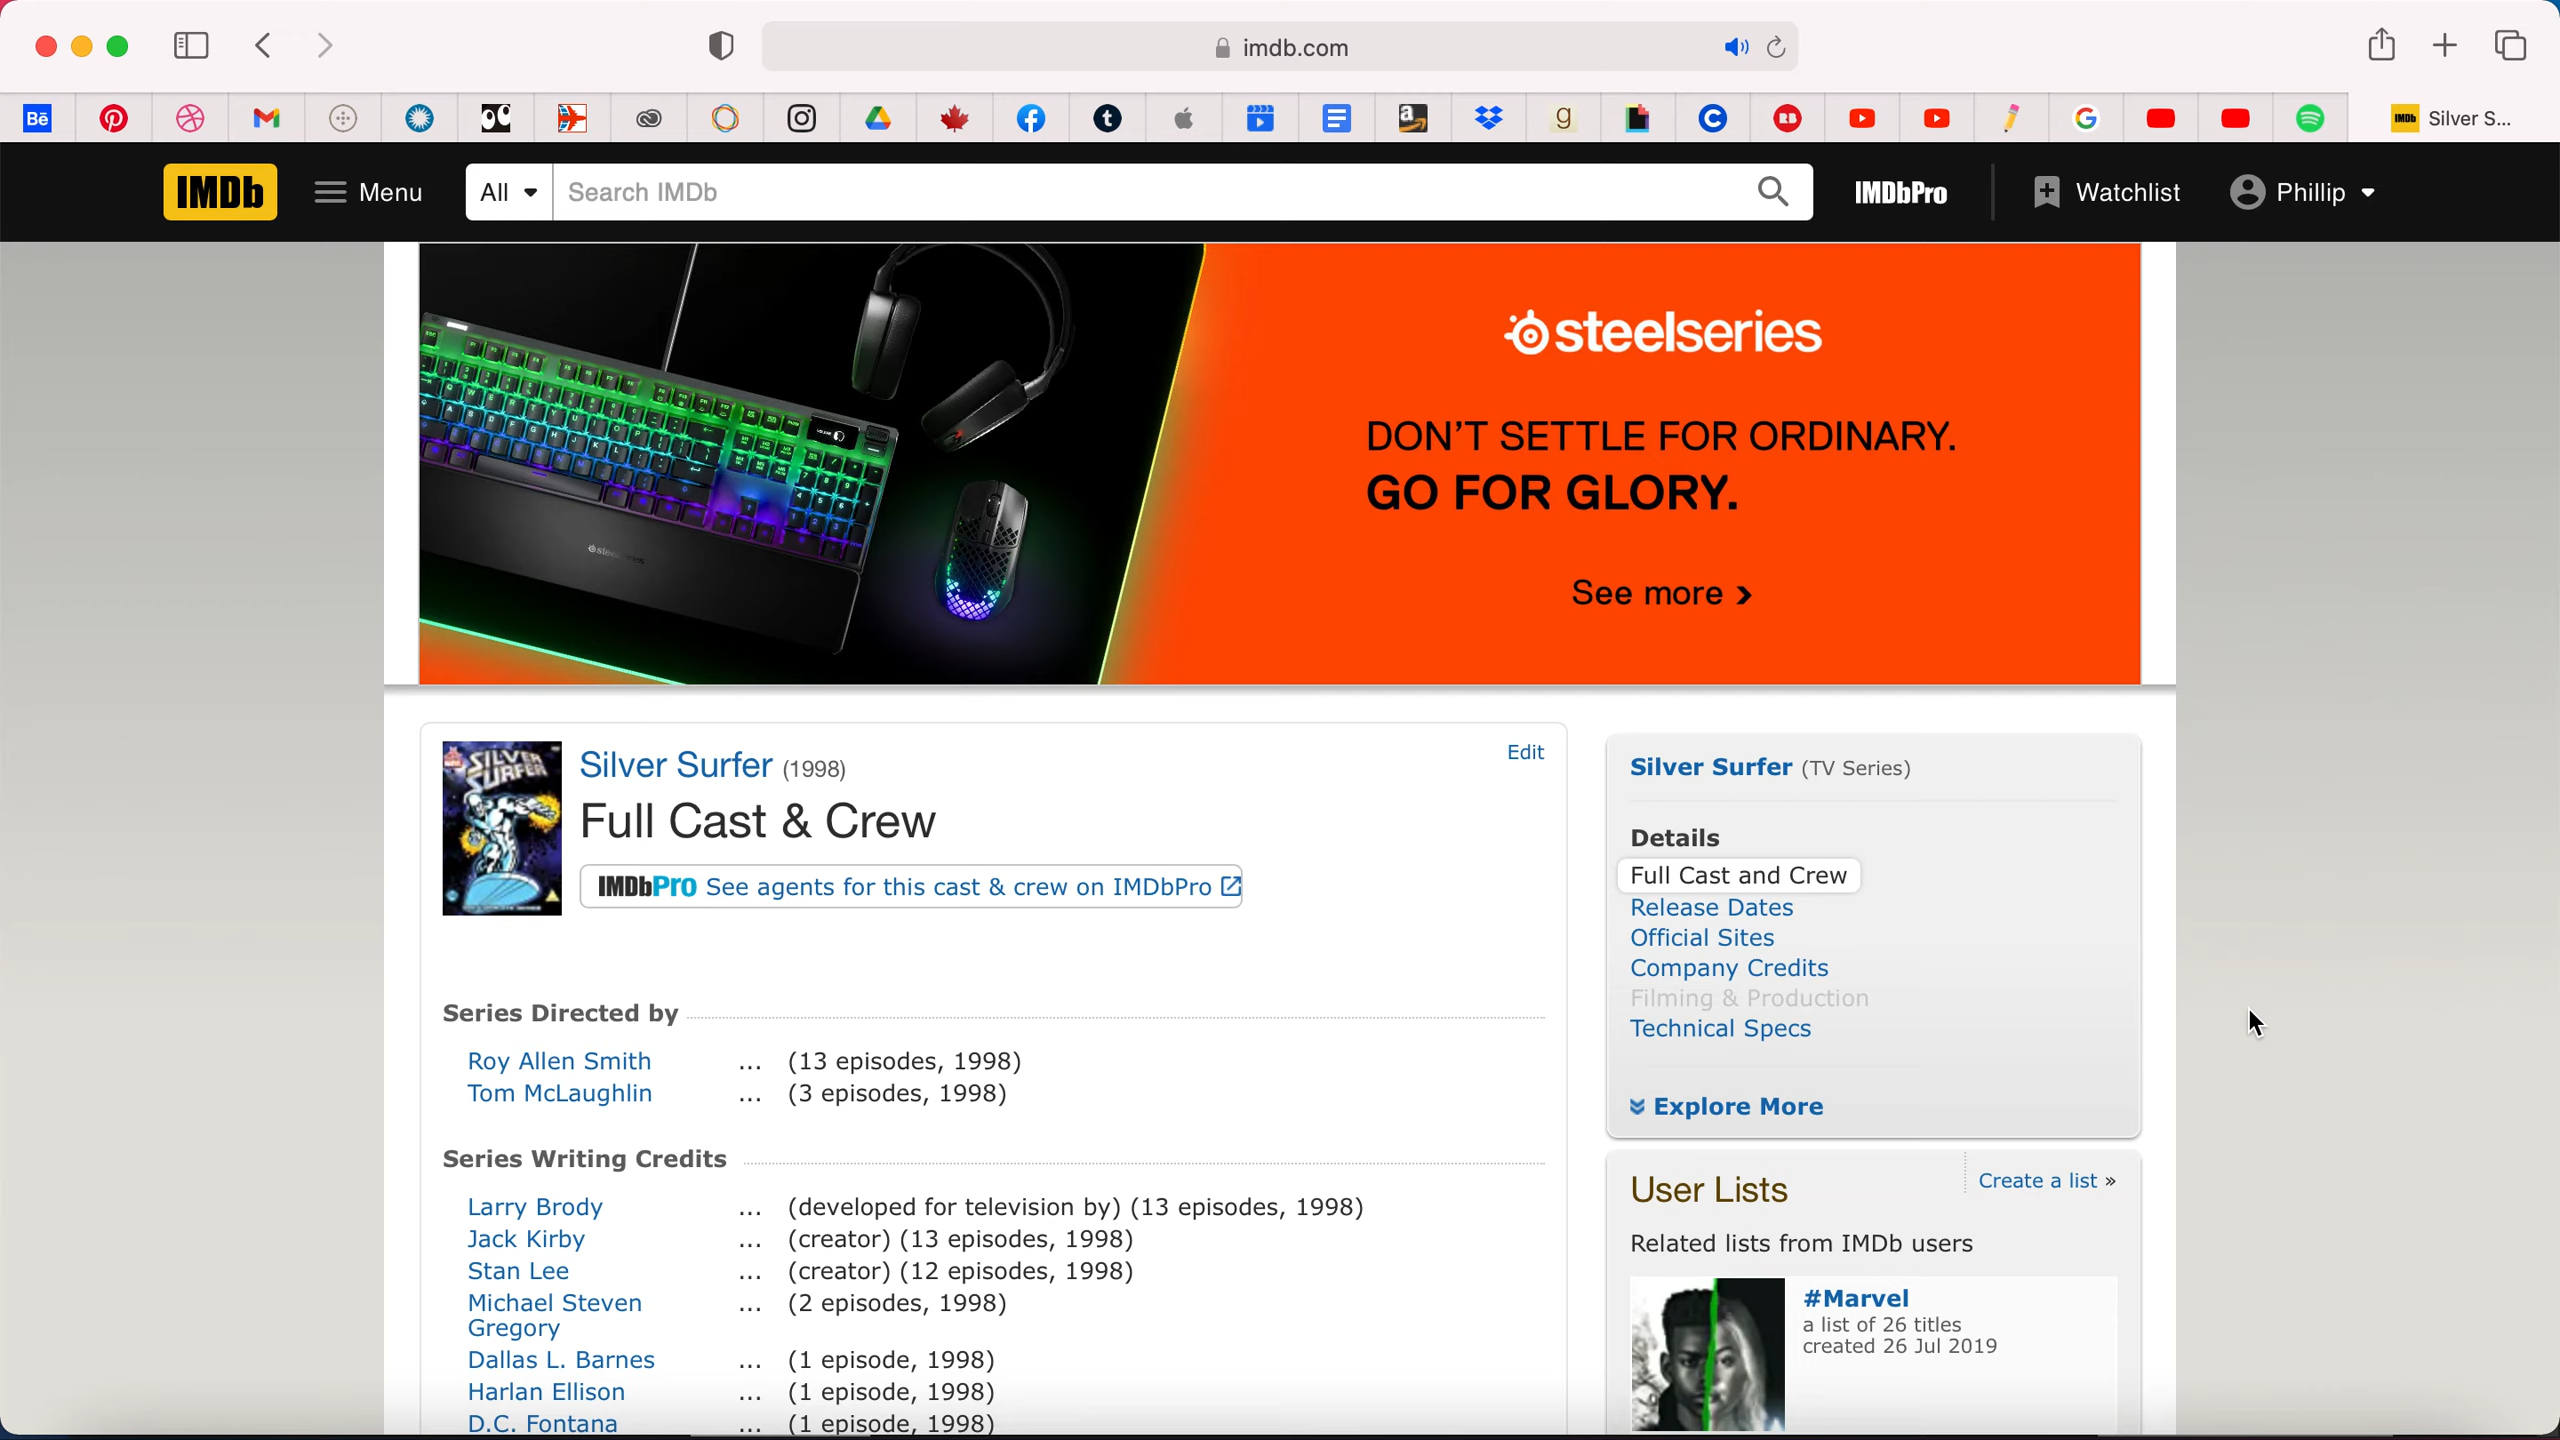 imdb.com
Bē
IMDb Silver S...
IMDb Menu All Search IMDb IMDbPro Watchlist Phillip
steelseries
DON'T SETTLE FOR ORDINARY.
GO FOR GLORY.
See more ›
steelseries
SILVER SURFER
Silver Surfer (1998)
Edit
Full Cast & Crew
IMDbPro See agents for this cast & crew on IMDbPro
Series Directed by
Roy Allen Smith ... (13 episodes, 1998)
Tom McLaughlin ... (3 episodes, 1998)
Series Writing Credits
Larry Brody ... (developed for television by) (13 episodes, 1998)
Jack Kirby ... (creator) (13 episodes, 1998)
Stan Lee ... (creator) (12 episodes, 1998)
Michael Steven ... (2 episodes, 1998)
Gregory
Dallas L. Barnes ... (1 episode, 1998)
Harlan Ellison ... (1 episode, 1998)
D.C. Fontana ... (1 episode, 1998)
Silver Surfer (TV Series)
Details
Full Cast and Crew
Release Dates
Official Sites
Company Credits
Filming & Production
Technical Specs
Explore More
User Lists
Create a list »
Related lists from IMDb users
#Marvel
a list of 26 titles
created 26 Jul 2019